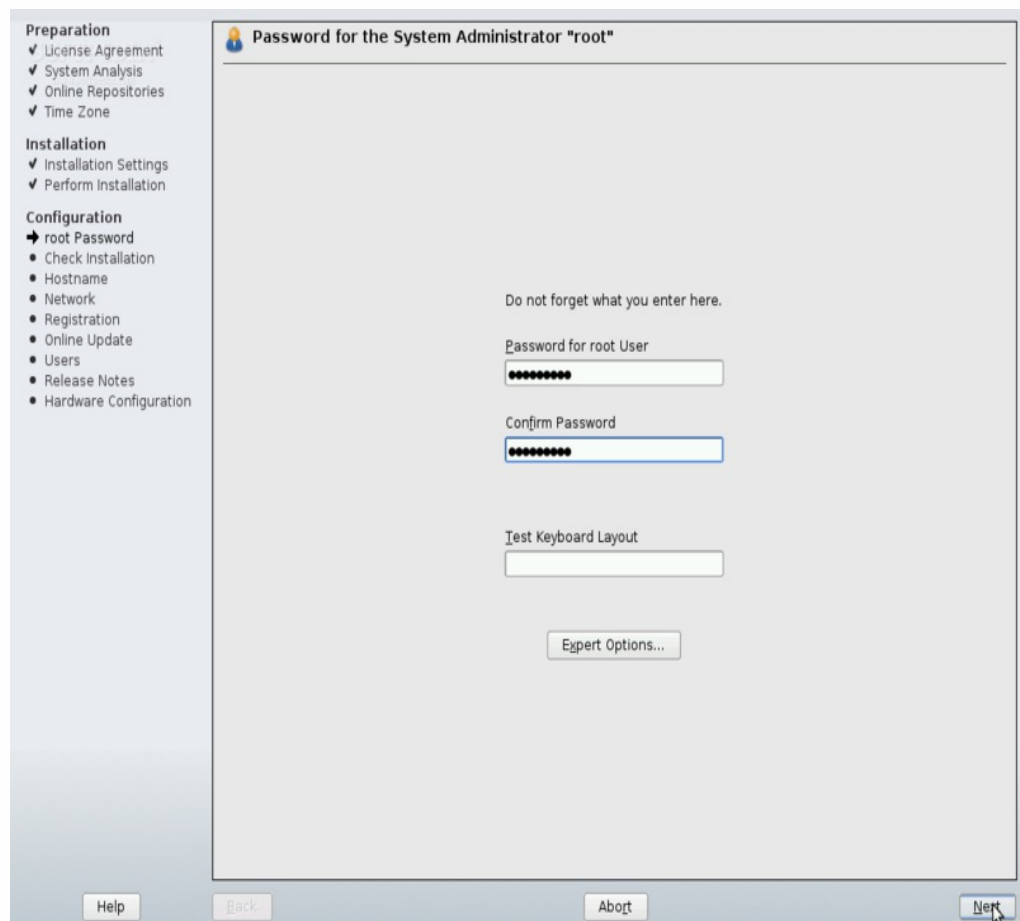 Preparation
License Agreement
System Analysis
Online Repositories
Time Zone
Installation
Installation Settings
Perform Installation
Configuration
root Password
Check Installation
Hostname
Network
Registration
Online Update
Users
Release Notes
Hardware Configuration
Password for the System Administrator "root"
Do not forget what you enter here.
Password for root User
●●●●●●●●●
Confirm Password
●●●●●●●●●
Test Keyboard Layout
Expert Options...
Help
Back
Abort
Next